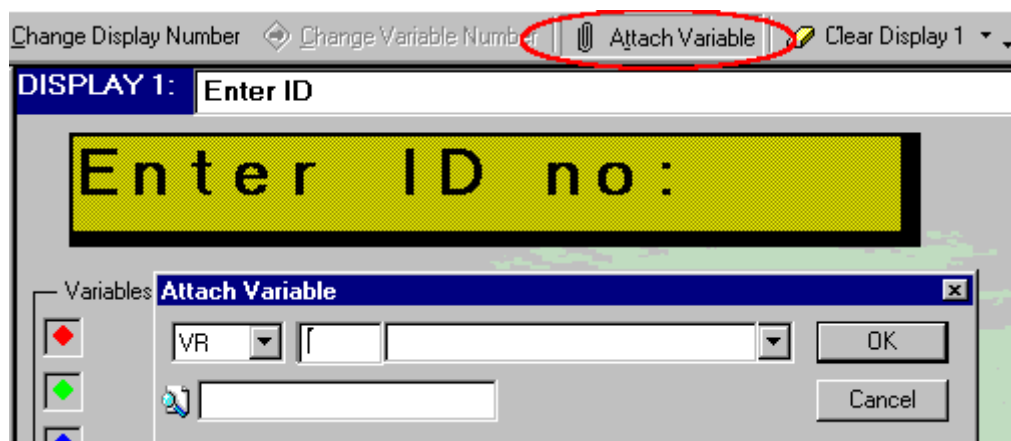 Change Display Number Change Variable Number Attach Variable Clear Display 1
DISPLAY 1: Enter ID
Enter ID no:
Variables Attach Variable
VR OK
Cancel